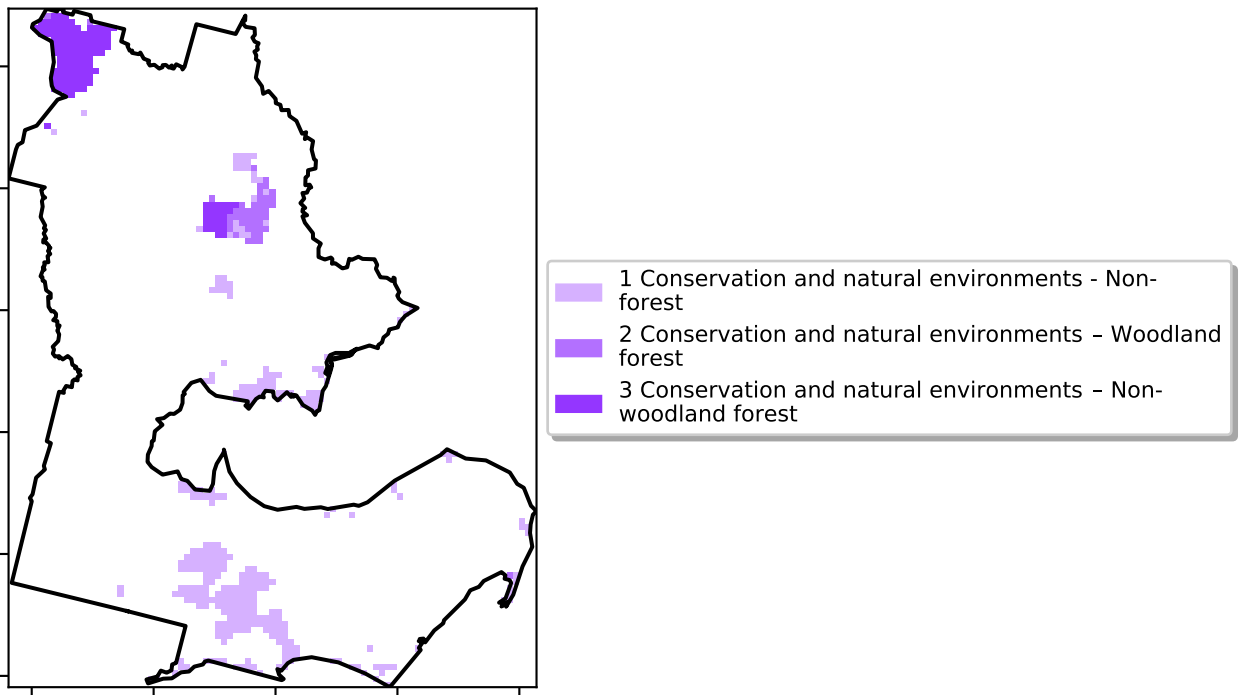 1 Conservation and natural environments - Non-
forest
2 Conservation and natural environments – Woodland
forest
3 Conservation and natural environments – Non-
woodland forest